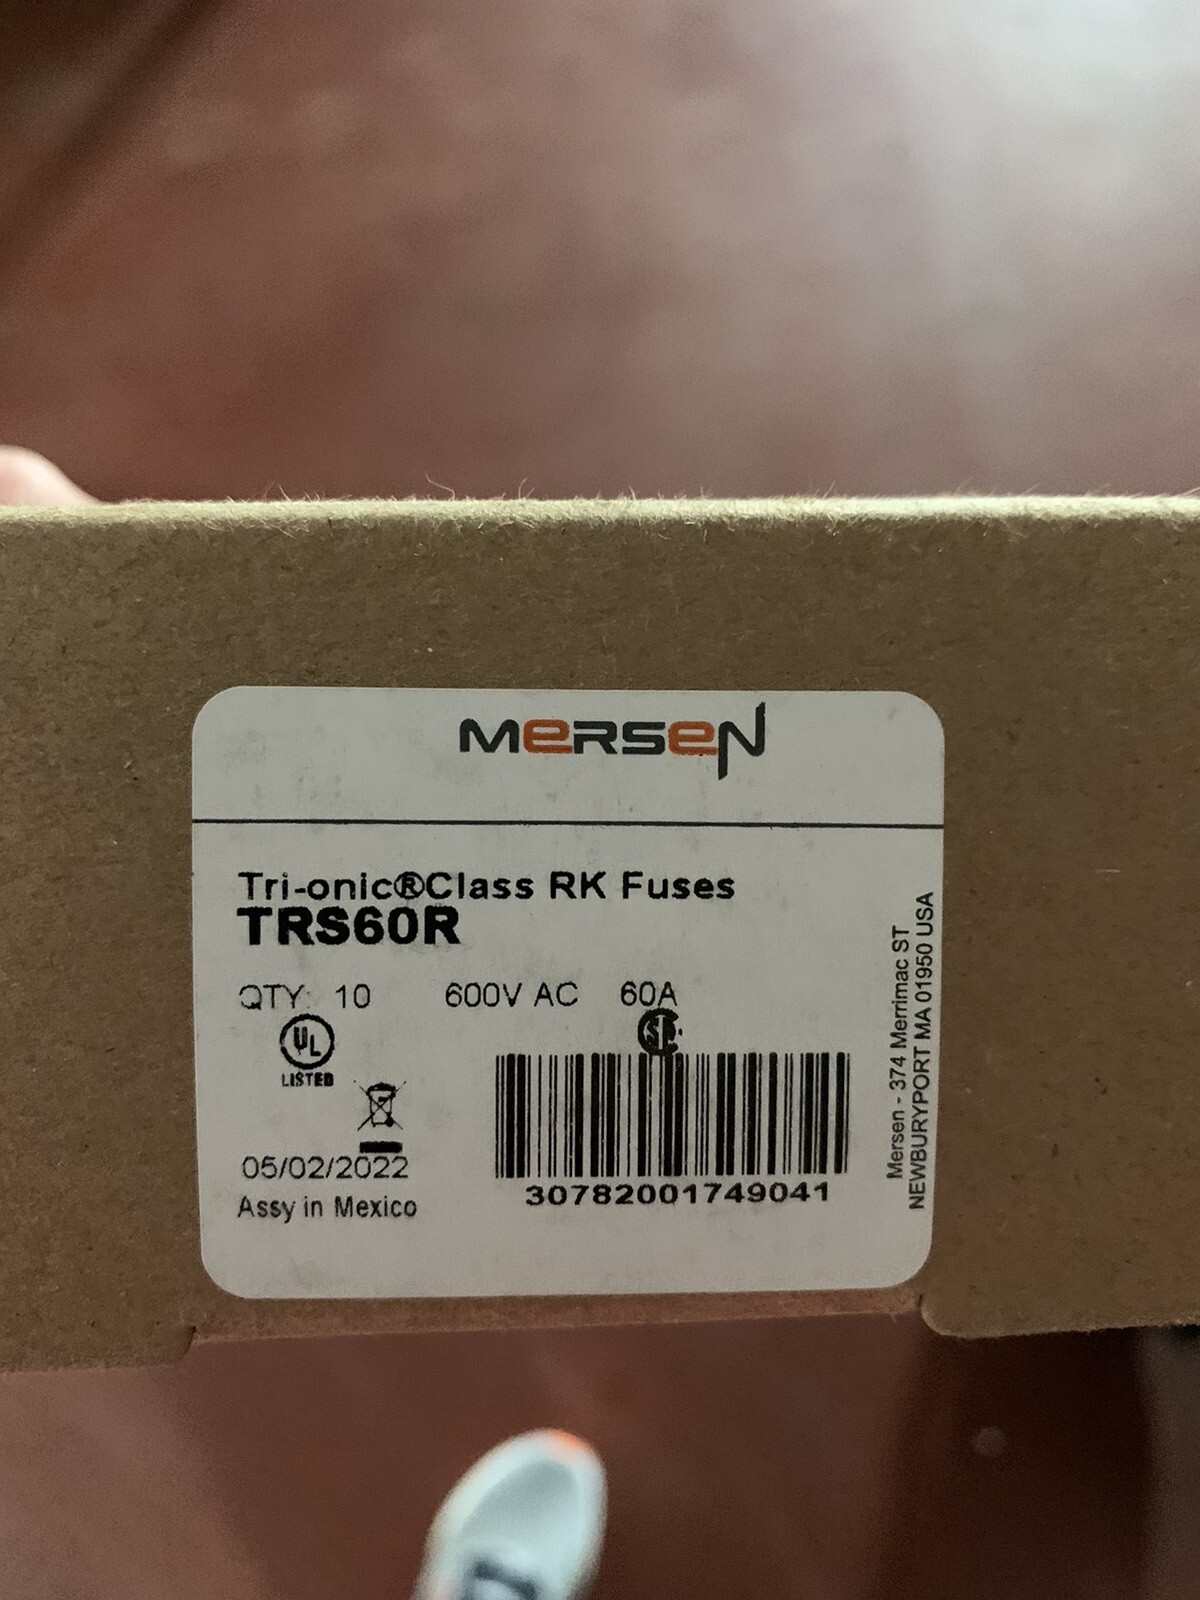 MERSEN
Tri-onic®Class RK Fuses
TRS60R
QTY: 10 600V AC 60A
UL
LISTED
05/02/2022
Assy in Mexico
30782001749041
Mersen - 374 Merrimac ST
NEWBURYPORT MA 01950 USA